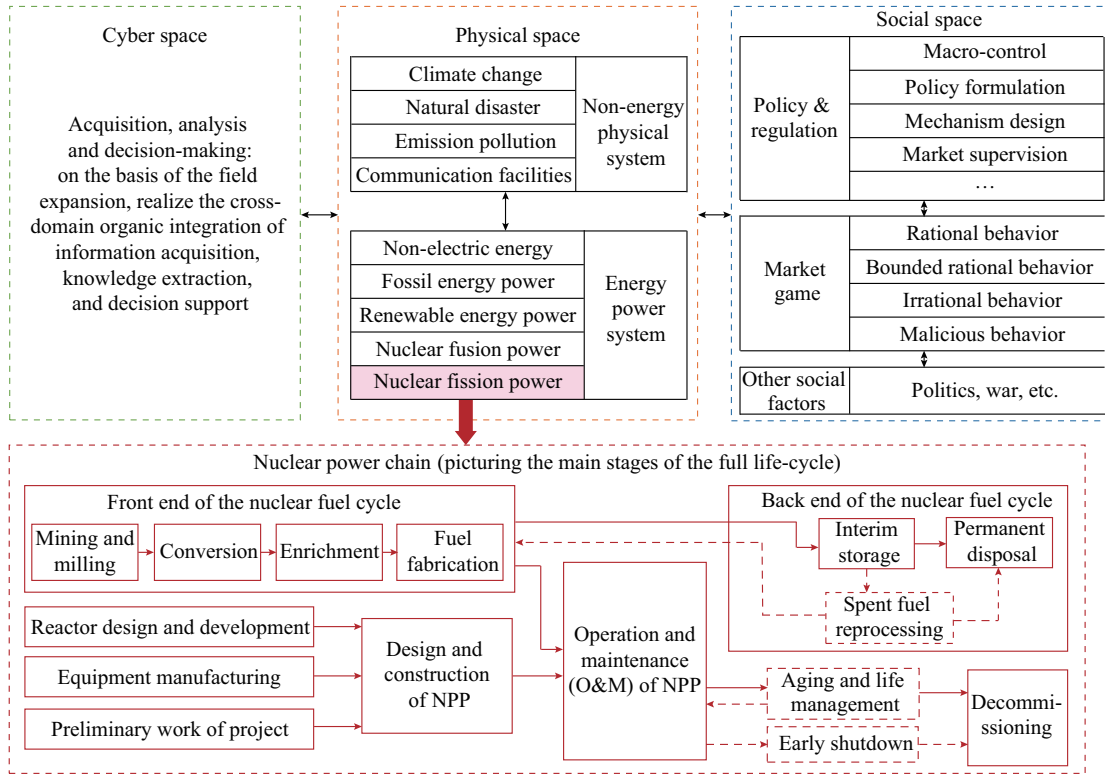 Cyber space
Acquisition, analysis
and decision-making:
on the basis of the field
expansion, realize the cross-
domain organic integration of
information acquisition,
knowledge extraction,
and decision support
Physical space
Climate change
Natural disaster
Emission pollution
Communication facilities
Non-energy
physical
system
Non-electric energy
Fossil energy power
Renewable energy power
Nuclear fusion power
Nuclear fission power
Energy
power
system
Social space
Policy &
regulation
Macro-control
Policy formulation
Mechanism design
Market supervision
…
Market
game
Rational behavior
Bounded rational behavior
Irrational behavior
Malicious behavior
Other social
factors
Politics, war, etc.
Nuclear power chain (picturing the main stages of the full life-cycle)
Front end of the nuclear fuel cycle
Mining and
milling
Conversion
Enrichment
Fuel
fabrication
Back end of the nuclear fuel cycle
Interim
storage
Permanent
disposal
Spent fuel
reprocessing
Reactor design and development
Equipment manufacturing
Preliminary work of project
Design and
construction
of NPP
Operation and
maintenance
(O&M) of NPP
Aging and life
management
Early shutdown
Decommi-
ssioning